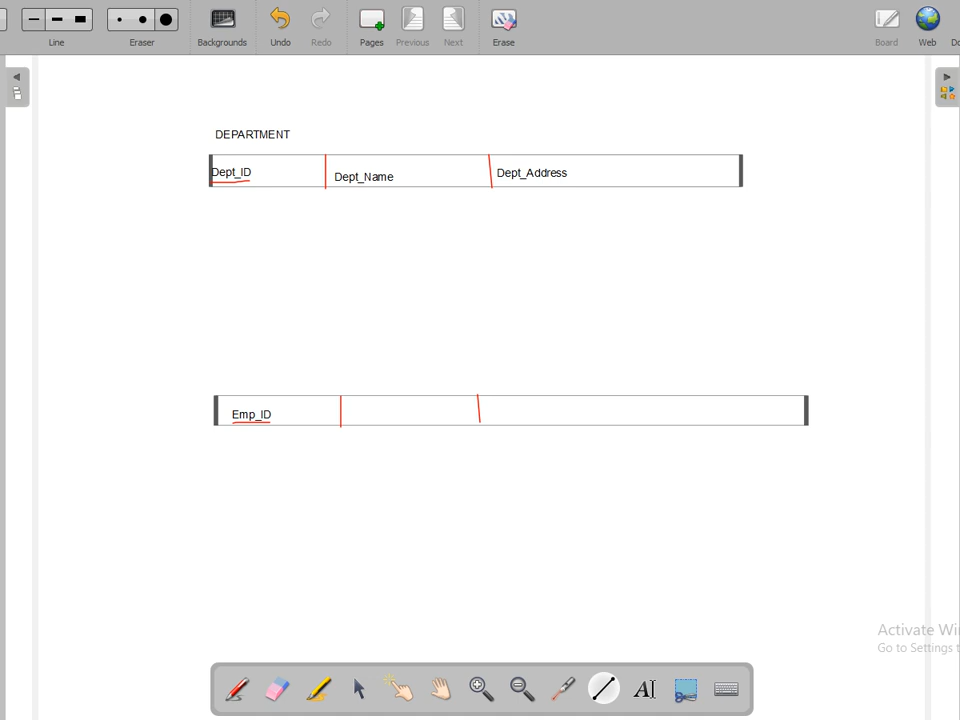 Line Eraser Backgrounds Undo Redo Pages Previous Next Erase Board Web
DEPARTMENT
Dept_ID Dept_Name Dept_Address
Emp_ID
Activate Wi
Go to Settings t
AI